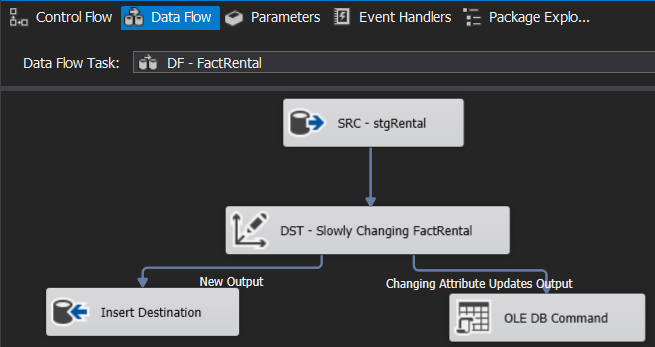 Control Flow Data Flow Parameters Event Handlers Package Explo...
Data Flow Task: DF - FactRental
SRC - stgRental
DST - Slowly Changing FactRental
New Output Changing Attribute Updates Output
Insert Destination OLE DB Command